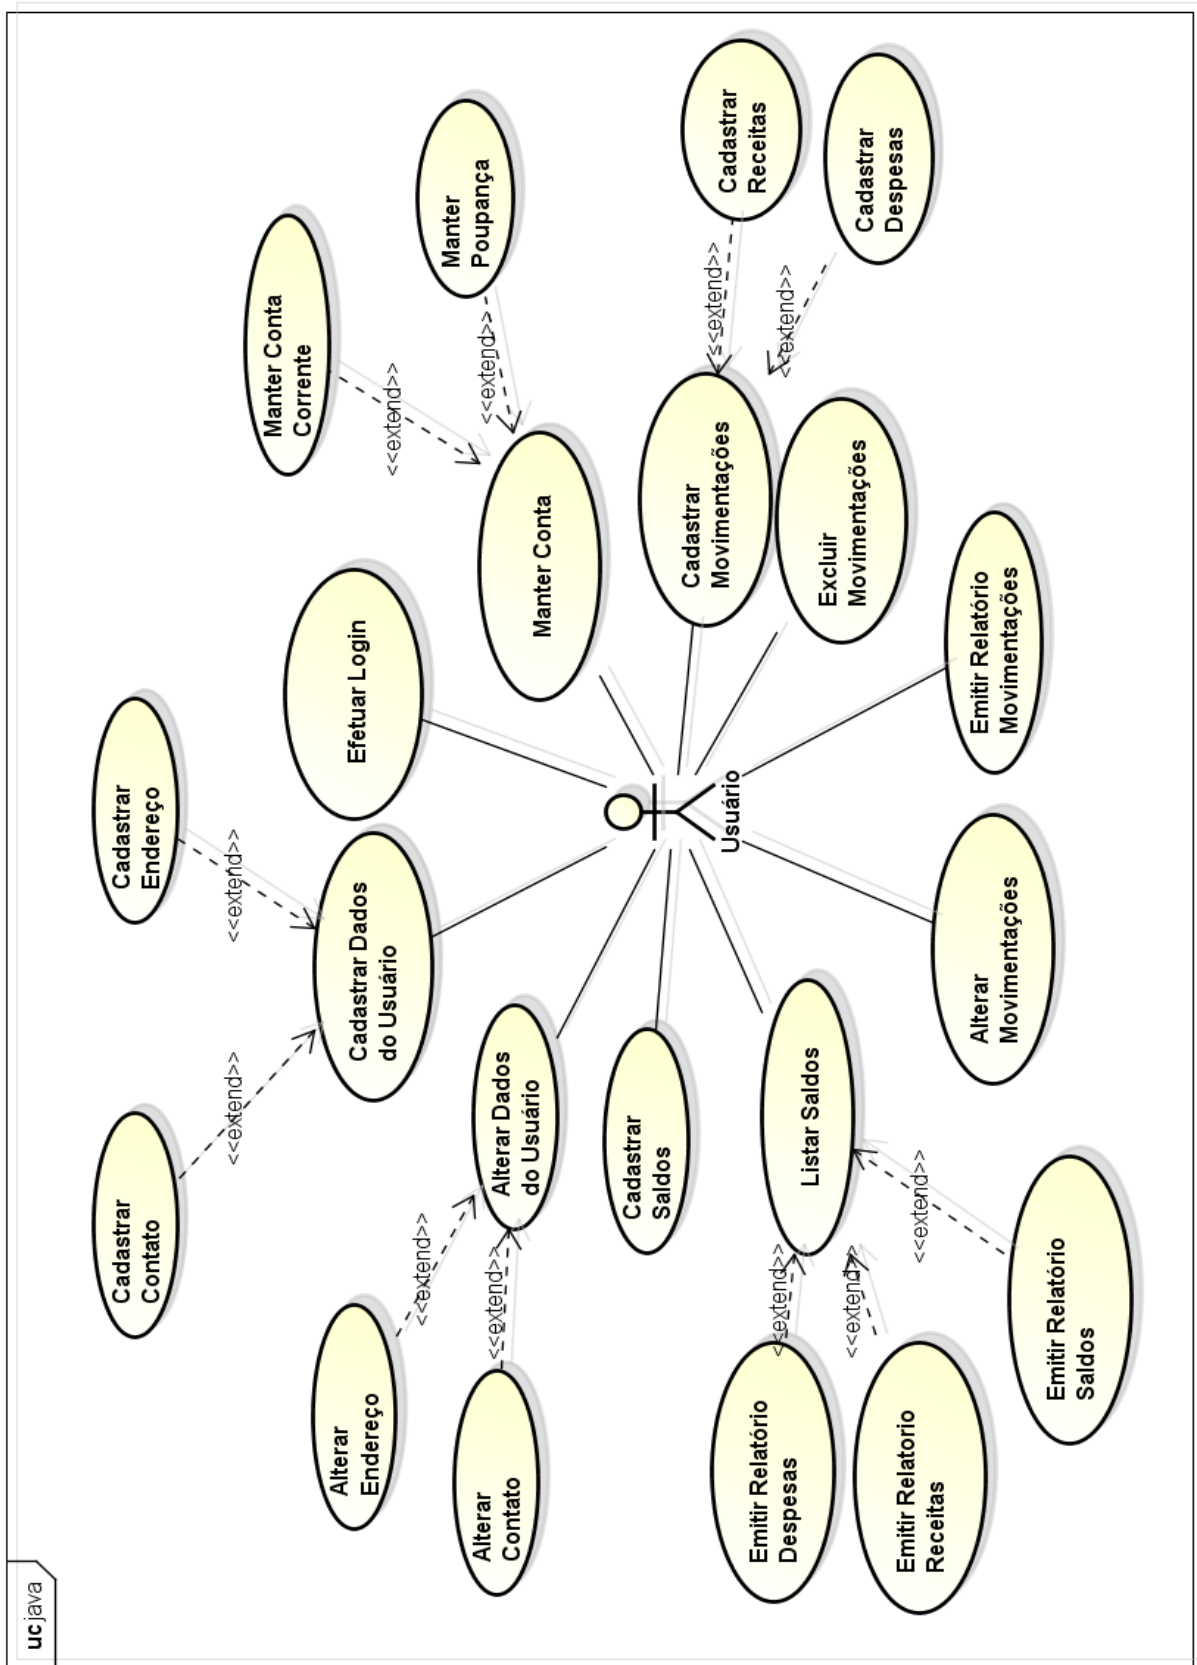 uc java
Cadastrar
Contato
Cadastrar
Endereço
<<extend>>
<<extend>>
Manter Conta
Corrente
Alterar
Endereço
Efetuar Login
Cadastrar Dados
do Usuário
<<extend>>
<<extend>>
Manter
Poupança
<<extend>>
<<extend>>
Alterar
Contato
Alterar Dados
do Usuário
Manter Conta
Cadastrar
Saldos
Cadastrar
Movimentações
<<extend>>
Usuário
Cadastrar
Receitas
Emitir Relatório
Despesas
<<extend>>
<<extend>>
Listar Saldos
Excluir
Movimentações
<<extend>>
Cadastrar
Despesas
Emitir Relatorio
Receitas
<<extend>>
Alterar
Movimentações
Emitir Relatório
Movimentações
Emitir Relatório
Saldos